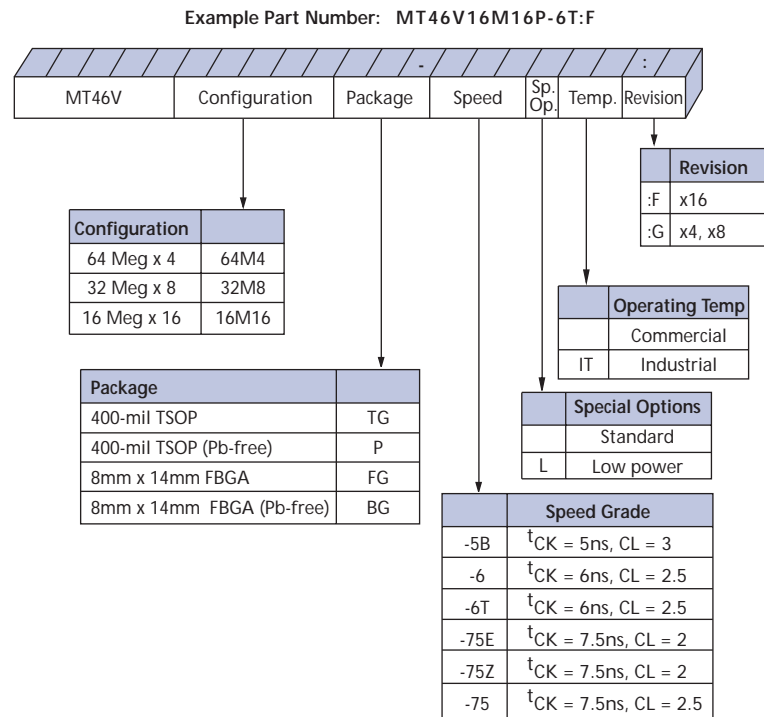 Example Part Number: MT46V16M16P-6T:F
- :
MT46V Configuration Package Speed Sp. Op. Temp. Revision
Revision
:F x16
:G x4, x8
Configuration
64 Meg x 4 64M4
32 Meg x 8 32M8
16 Meg x 16 16M16
Operating Temp
Commercial
IT Industrial
Package
400-mil TSOP TG
400-mil TSOP (Pb-free) P
8mm x 14mm FBGA FG
8mm x 14mm FBGA (Pb-free) BG
Special Options
Standard
L Low power
Speed Grade
-5B tCK = 5ns, CL = 3
-6 tCK = 6ns, CL = 2.5
-6T tCK = 6ns, CL = 2.5
-75E tCK = 7.5ns, CL = 2
-75Z tCK = 7.5ns, CL = 2
-75 tCK = 7.5ns, CL = 2.5